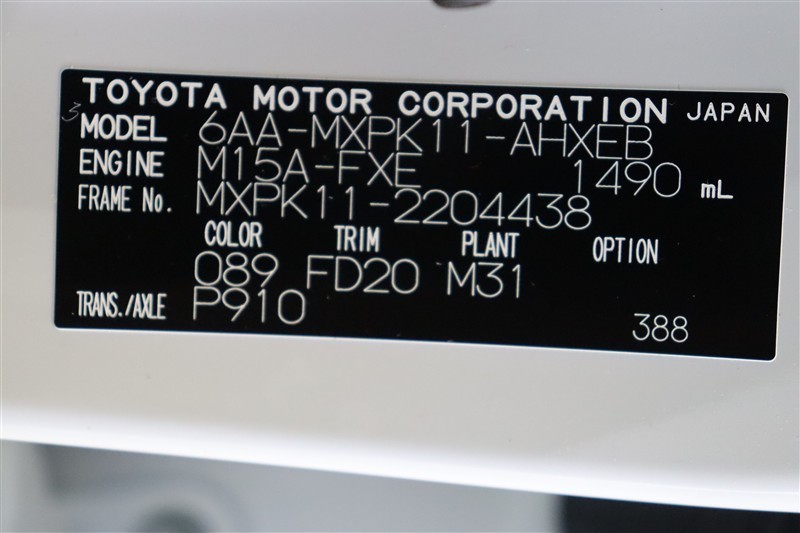 TOYOTA MOTOR CORPORATION JAPAN
MODEL 6AA-MXPK11-AHXEB
ENGINE M15A-FXE 1490 mL
FRAME No. MXPK11-2204438
COLOR TRIM PLANT OPTION
089 FD20 M31
TRANS./AXLE P910
388